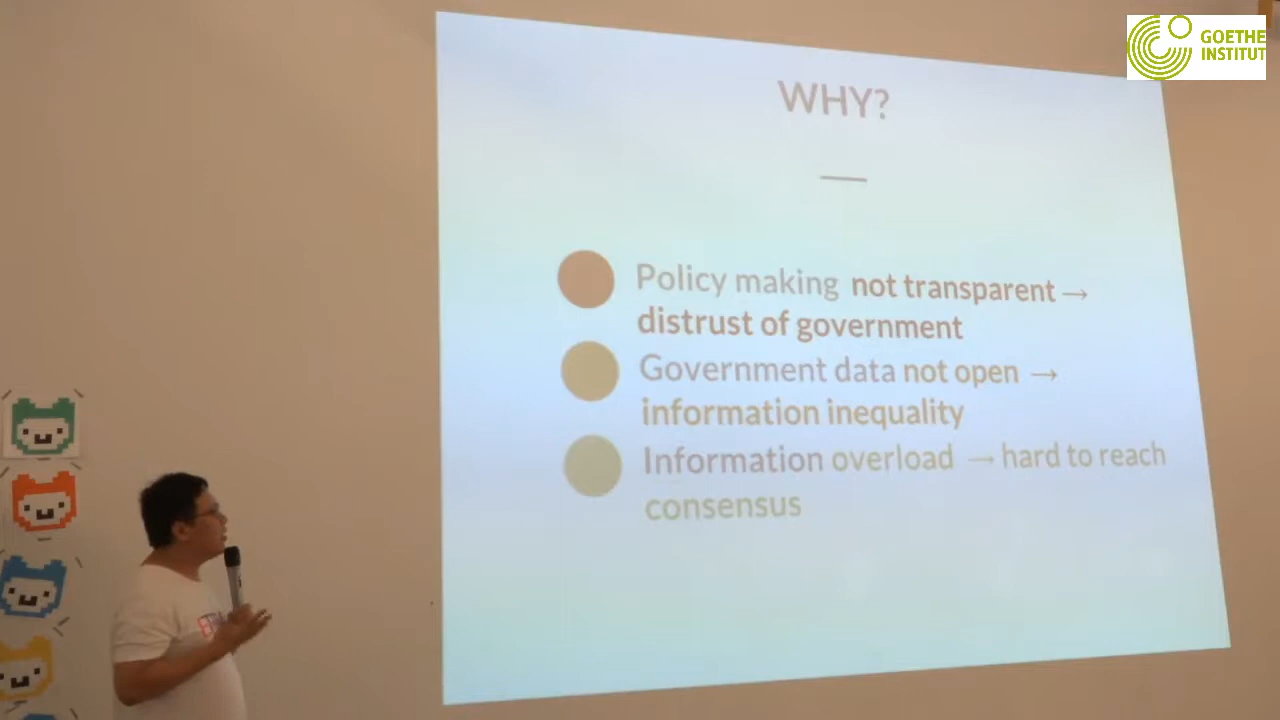 GOETHE
INSTITUT
WHY?
Policy making not transparent →
distrust of government
Government data not open →
information inequality
Information overload → hard to reach
consensus